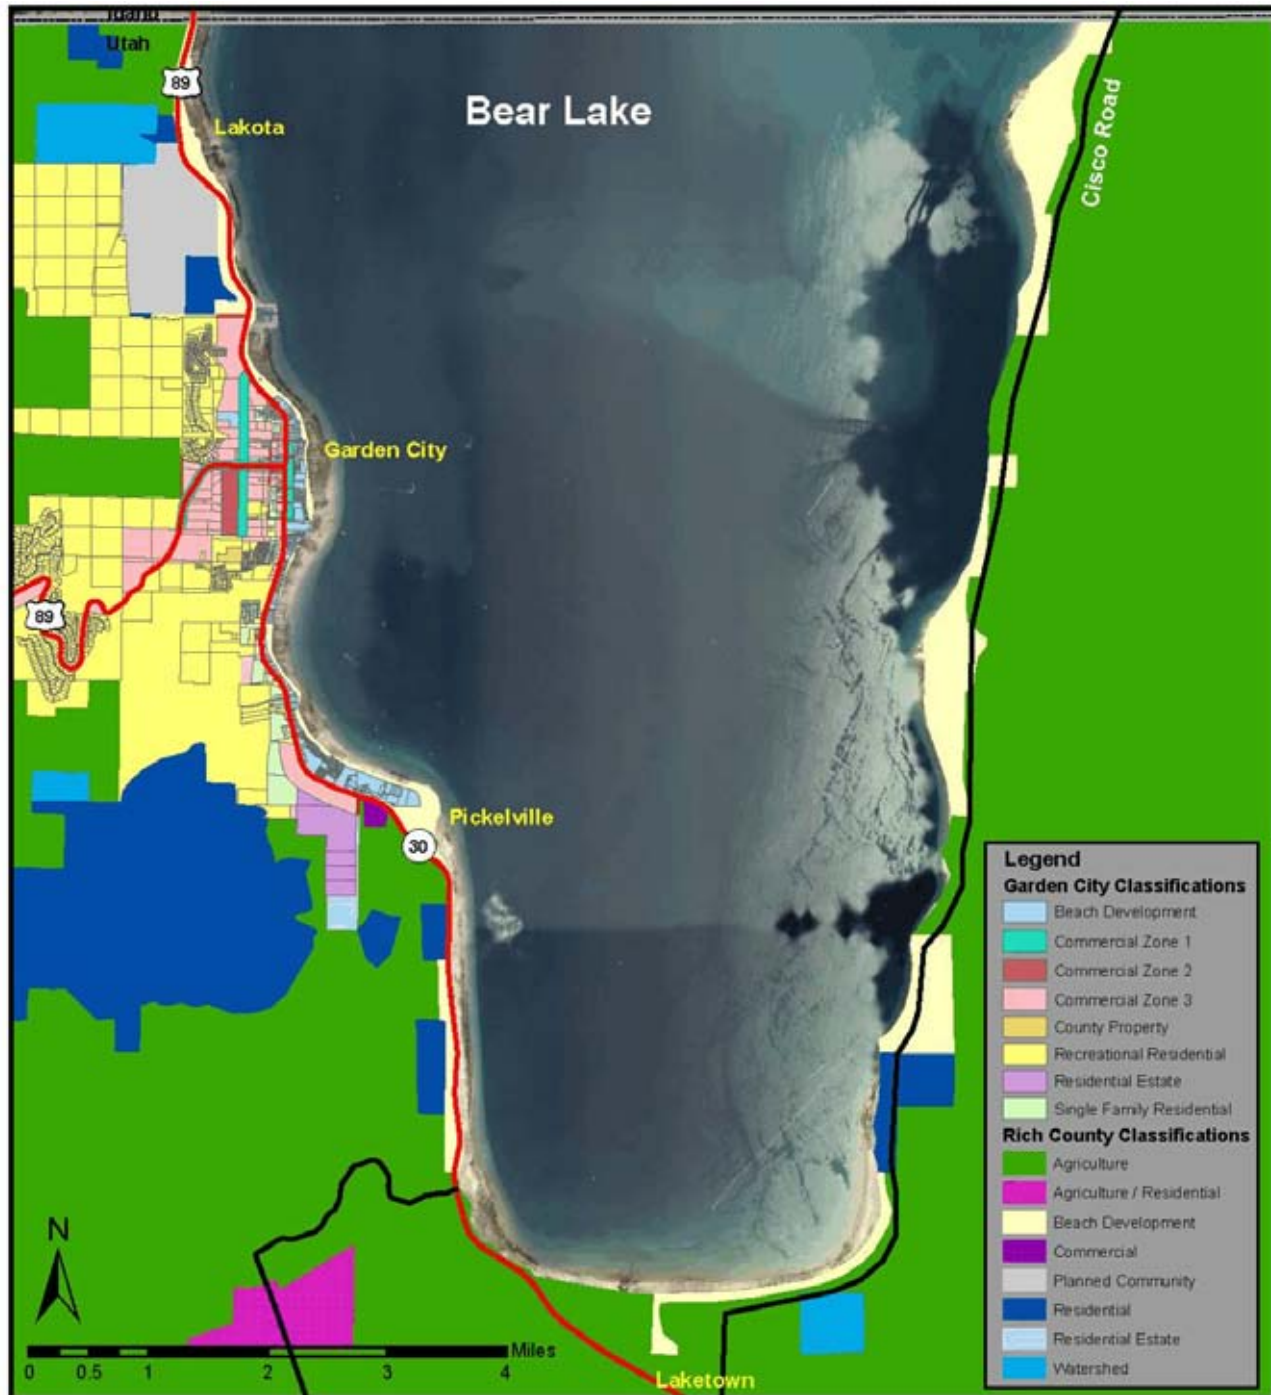 Idaho
Utah
89
Lakota
Bear Lake
Cisco Road
Garden City
89
Pickelville
30
Legend
Garden City Classifications
Beach Development
Commercial Zone 1
Commercial Zone 2
Commercial Zone 3
County Property
Recreational Residential
Residential Estate
Single Family Residential
Rich County Classifications
Agriculture
Agriculture / Residential
Beach Development
Commercial
Planned Community
Residential
Residential Estate
Watershed
N
Miles
0 0.5 1 2 3 4
Laketown